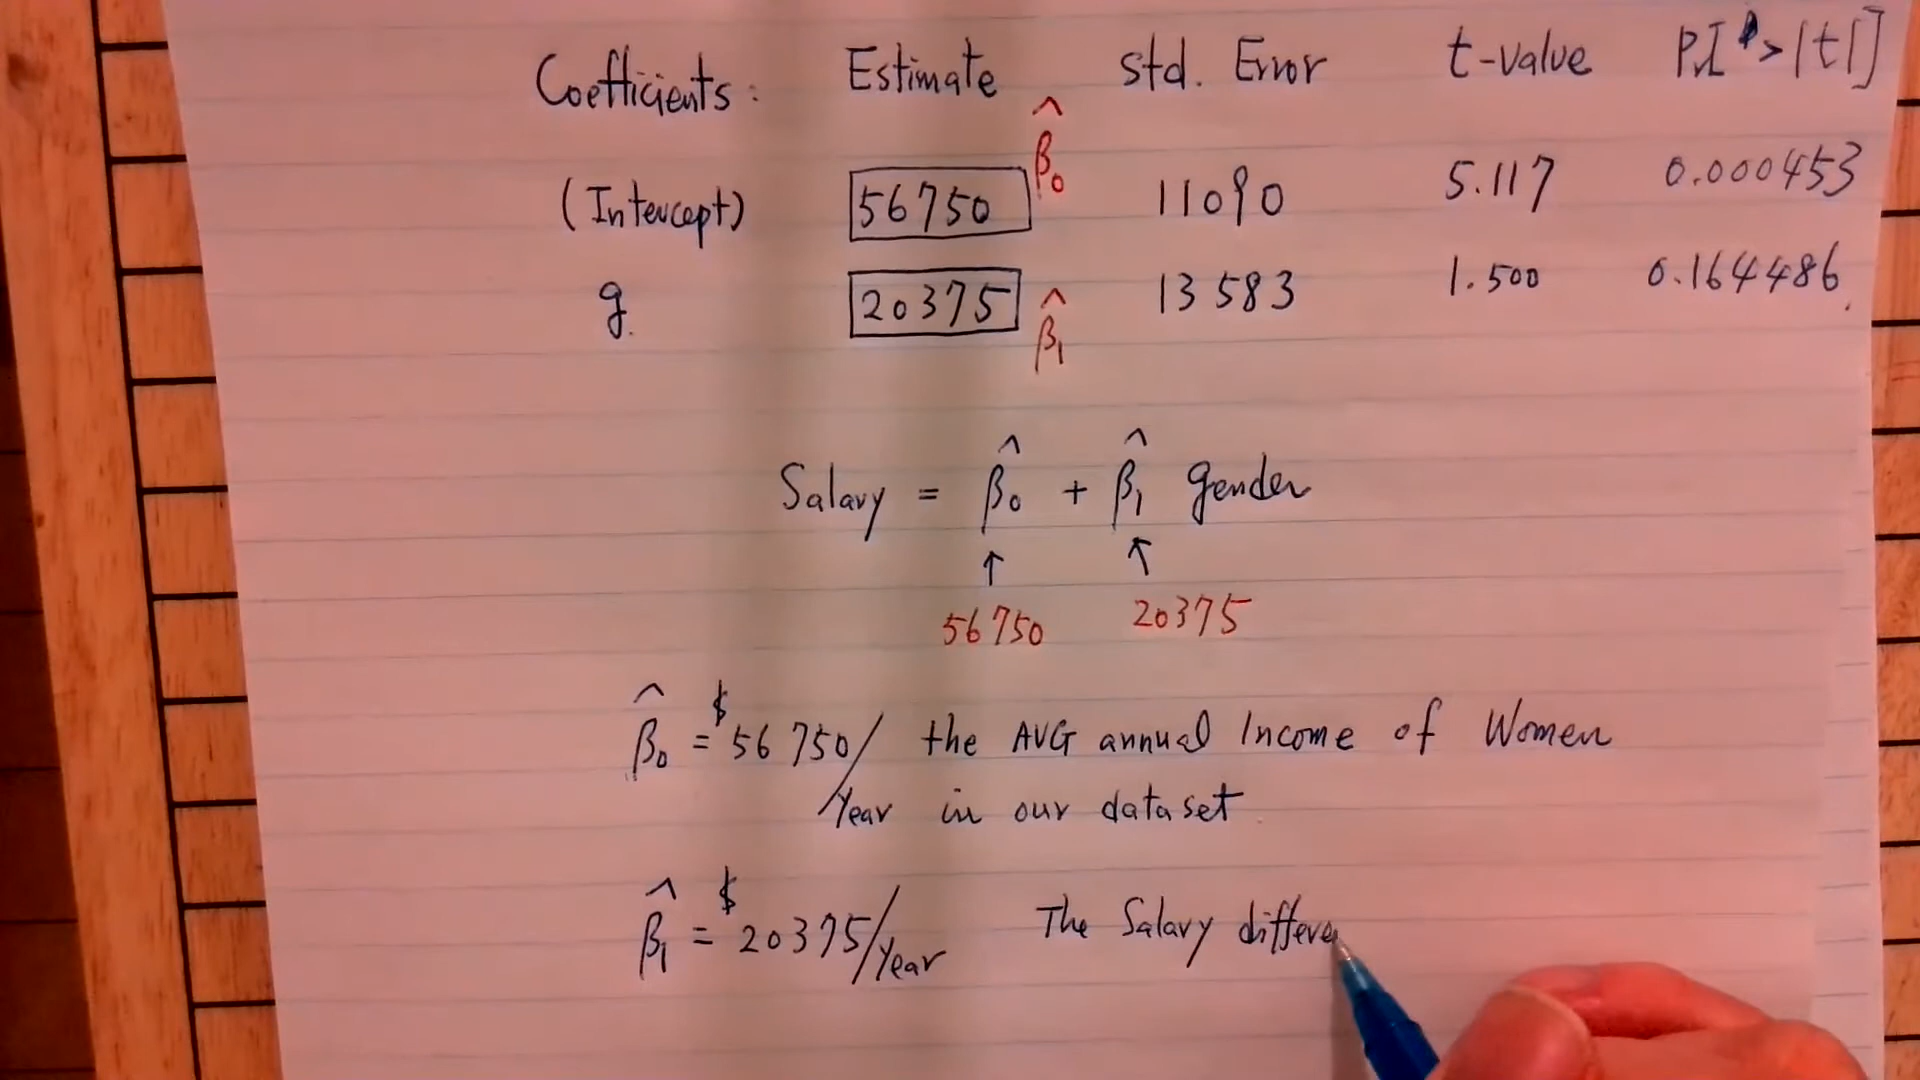 Coefficients: Estimate std. Error t-value Pr[ > |t|]
(Intercept) 56750 β̂0 11090 5.117 0.000453
g. 20375 β̂1 13583 1.500 0.164486.
Salary = β̂0 + β̂1 gender
↑ ↑
56750 20375
β̂0 = $56750/Year the AVG annual Income of Women
in our dataset.
β̂1 = $20375/Year The Salary differe